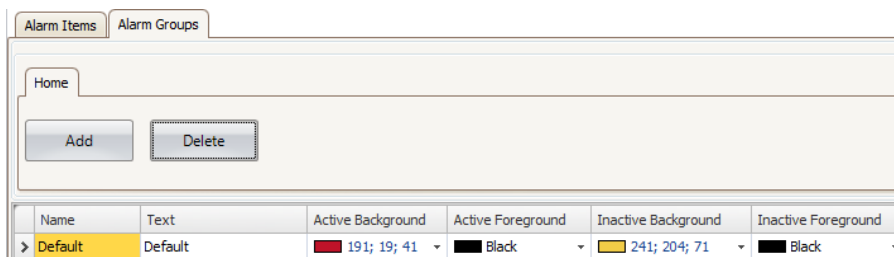 Alarm Items Alarm Groups
Home
Add Delete
Name Text Active Background Active Foreground Inactive Background Inactive Foreground
Default Default 191; 19; 41 Black 241; 204; 71 Black